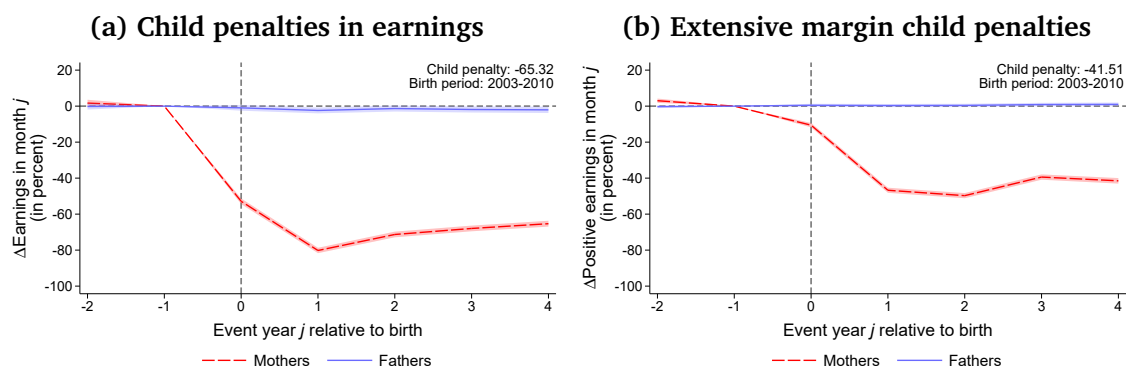 (a) Child penalties in earnings
Child penalty: -65.32
Birth period: 2003-2010
ΔEarnings in month j
(in percent)
20
0
-20
-40
-60
-80
-100
-2
-1
0
1
2
3
4
Event year j relative to birth
Mothers
Fathers
(b) Extensive margin child penalties
Child penalty: -41.51
Birth period: 2003-2010
ΔPositive earnings in month j
(in percent)
20
0
-20
-40
-60
-80
-100
-2
-1
0
1
2
3
4
Event year j relative to birth
Mothers
Fathers